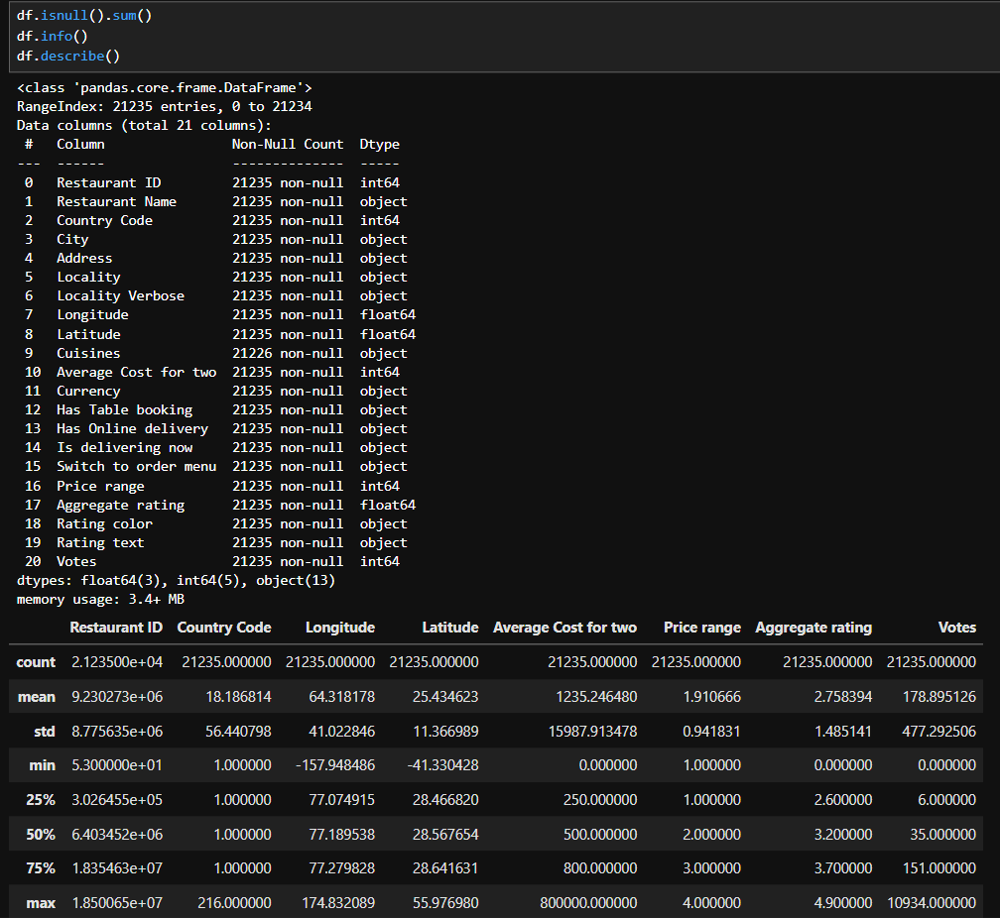 df.isnull().sum()
df.info()
df.describe()
<class 'pandas.core.frame.DataFrame'>
RangeIndex: 21235 entries, 0 to 21234
Data columns (total 21 columns):
#   Column                Non-Null Count  Dtype
---  ------                --------------  -----
0   Restaurant ID         21235 non-null  int64
1   Restaurant Name       21235 non-null  object
2   Country Code          21235 non-null  int64
3   City                  21235 non-null  object
4   Address               21235 non-null  object
5   Locality              21235 non-null  object
6   Locality Verbose      21235 non-null  object
7   Longitude             21235 non-null  float64
8   Latitude              21235 non-null  float64
9   Cuisines              21226 non-null  object
10  Average Cost for two  21235 non-null  int64
11  Currency              21235 non-null  object
12  Has Table booking     21235 non-null  object
13  Has Online delivery   21235 non-null  object
14  Is delivering now     21235 non-null  object
15  Switch to order menu  21235 non-null  object
16  Price range           21235 non-null  int64
17  Aggregate rating      21235 non-null  float64
18  Rating color          21235 non-null  object
19  Rating text           21235 non-null  object
20  Votes                 21235 non-null  int64
dtypes: float64(3), int64(5), object(13)
memory usage: 3.4+ MB
Restaurant ID Country Code Longitude Latitude Average Cost for two Price range Aggregate rating Votes
count 2.123500e+04 21235.000000 21235.000000 21235.000000 21235.000000 21235.000000 21235.000000 21235.000000
mean 9.230273e+06 18.186814 64.318178 25.434623 1235.246480 1.910666 2.758394 178.895126
std 8.775635e+06 56.440798 41.022846 11.366989 15987.913478 0.941831 1.485141 477.292506
min 5.300000e+01 1.000000 -157.948486 -41.330428 0.000000 1.000000 0.000000 0.000000
25% 3.026455e+05 1.000000 77.074915 28.466820 250.000000 1.000000 2.600000 6.000000
50% 6.403452e+06 1.000000 77.189538 28.567654 500.000000 2.000000 3.200000 35.000000
75% 1.835463e+07 1.000000 77.279828 28.641631 800.000000 3.000000 3.700000 151.000000
max 1.850065e+07 216.000000 174.832089 55.976980 800000.000000 4.000000 4.900000 10934.000000